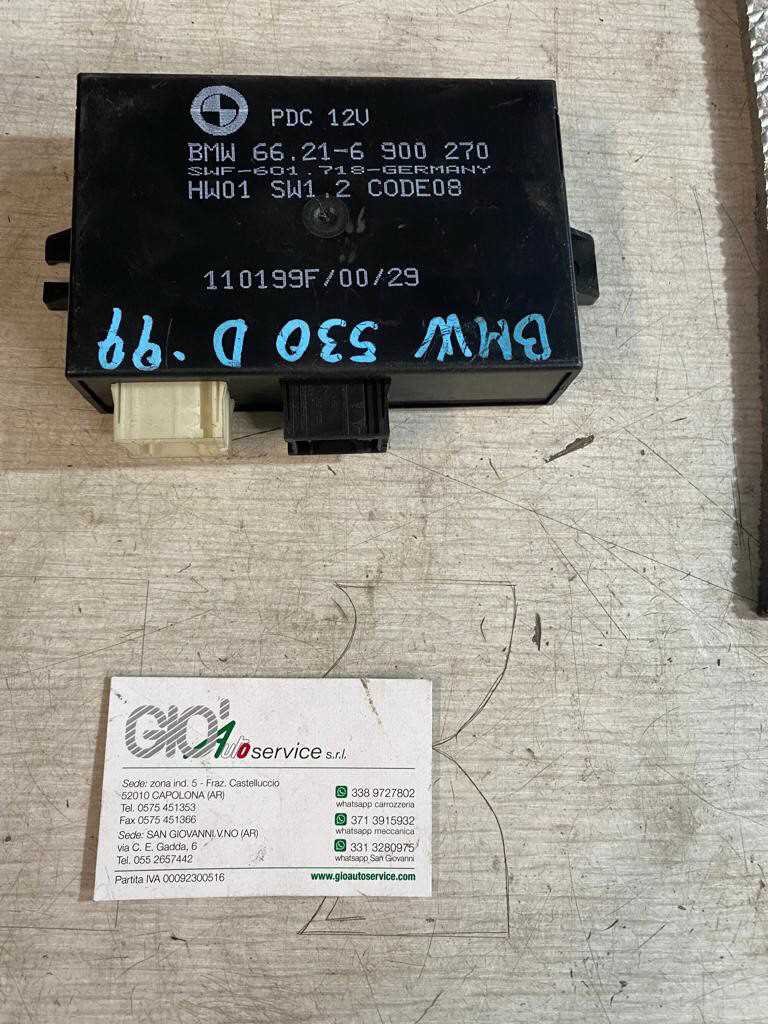 PDC 12V
BMW 66.21-6 900 270
SWF-601.718-GERMANY
HW01 SW1.2 CODE08
110199F/00/29
BMW 530 D '99
GIO' Autoservice s.r.l.
Sede: zona ind. 5 - Fraz. Castelluccio
52010 CAPOLONA (AR)
Tel. 0575 451353
Fax 0575 451366
Sede: SAN GIOVANNI V.NO (AR)
via C. E. Gadda, 6
Tel. 055 2657442
338 9727802
whatsapp carrozzeria
371 3915932
whatsapp meccanica
331 3280975
whatsapp San Giovanni
Partita IVA 00092300516
www.gioautoservice.com